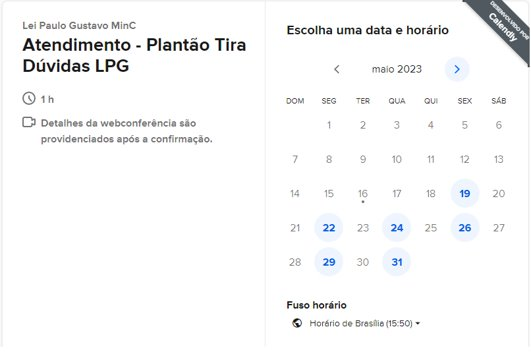 Lei Paulo Gustavo MinC
Atendimento - Plantão Tira
Dúvidas LPG
1 h
Detalhes da webconferência são
providenciados após a confirmação.
Escolha uma data e horário
maio 2023
DOM SEG TER QUA QUI SEX SÁB
1 2 3 4 5 6
7 8 9 10 11 12 13
14 15 16 17 18 19 20
21 22 23 24 25 26 27
28 29 30 31
Fuso horário
Horário de Brasília (15:50)
DESENVOLVIDO POR
Calendly